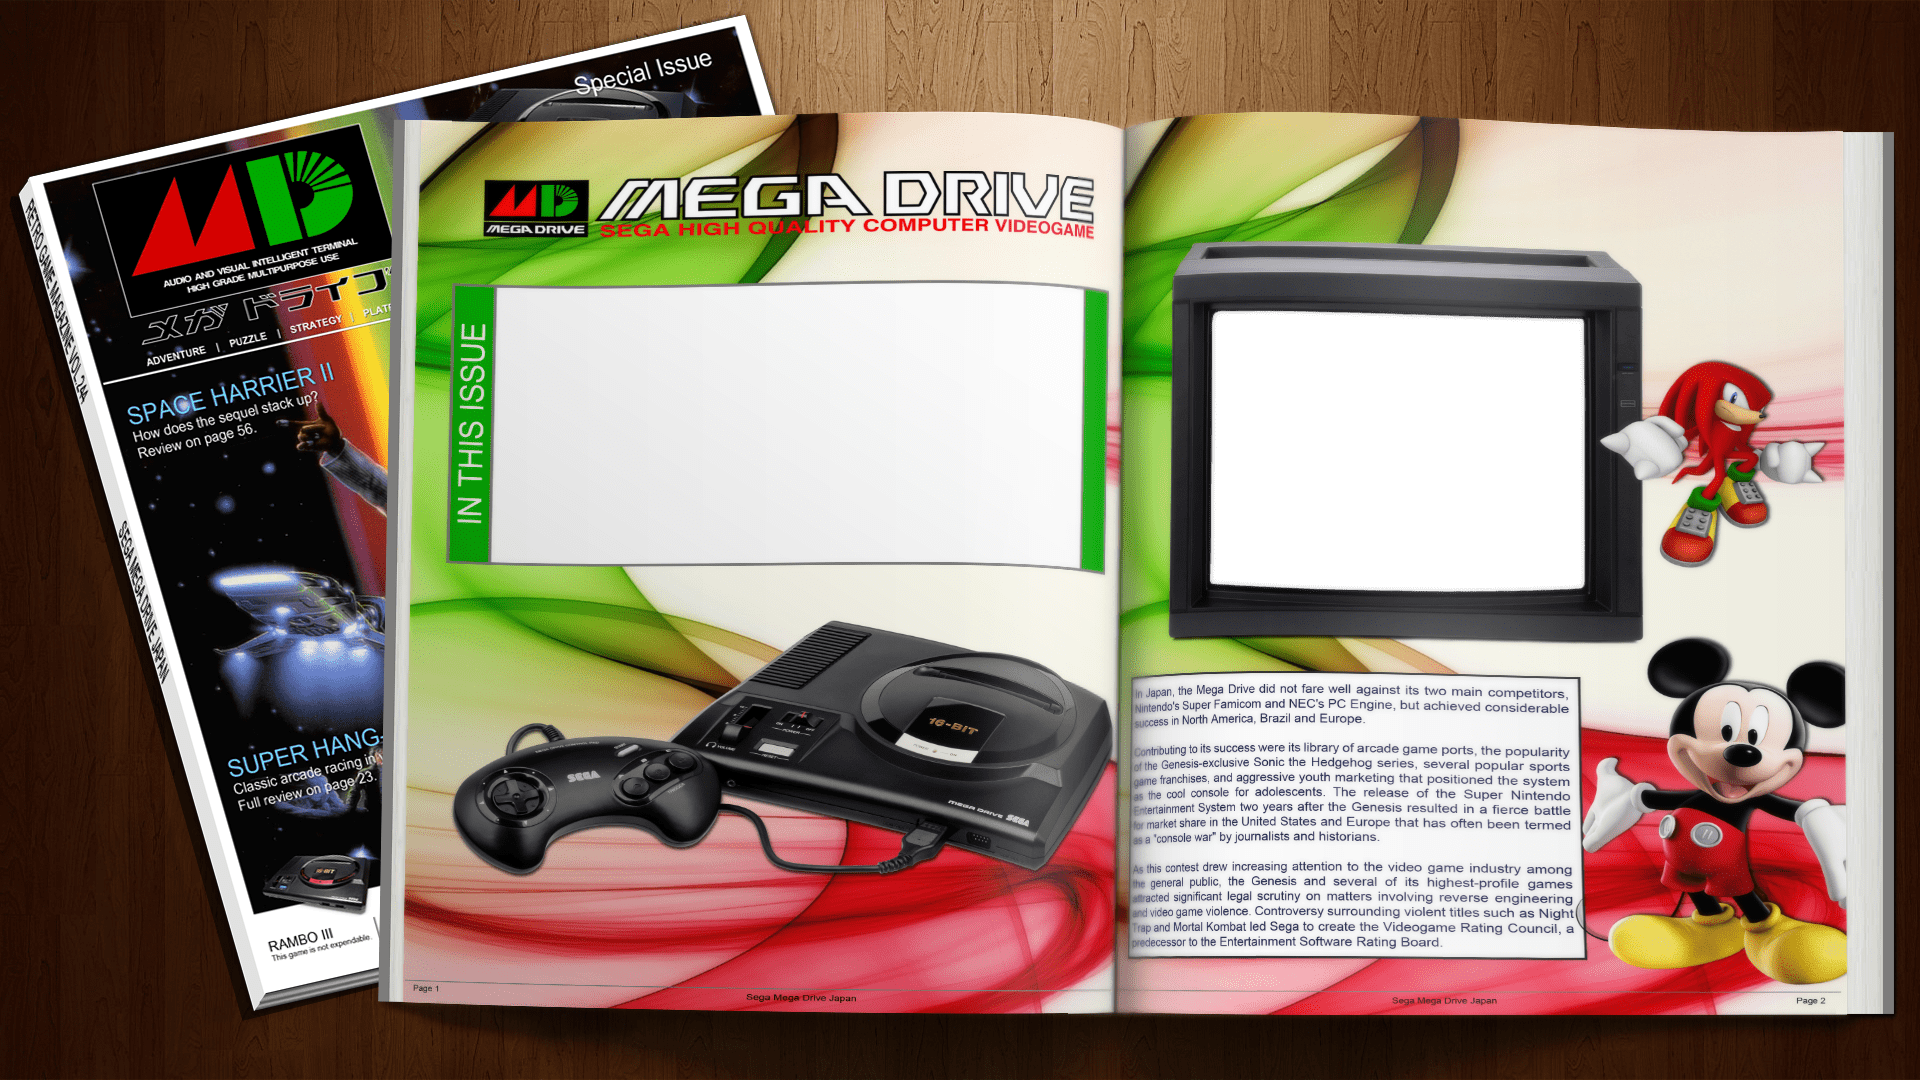 Special Issue
MD
AUDIO AND VISUAL INTELLIGENT TERMINAL
HIGH GRADE MULTIPURPOSE USE
メガドライブ
ADVENTURE | PUZZLE | STRATEGY |
SPACE HARRIER II
How does the sequel stack up?
Review on page 56.
SUPER HANG-
Classic arcade racing in
Full review on page 23.
16-BIT
RAMBO III
This game is not expendable.
RETRO GAME MAGAZINE VOL.244
SEGA MEGA DRIVE JAPAN
MD
MEGA DRIVE
MEGA DRIVE
SEGA HIGH QUALITY COMPUTER VIDEOGAME
IN THIS ISSUE
16-BIT
SEGA
MEGA DRIVE SEGA
Page 1
Sega Mega Drive Japan
In Japan, the Mega Drive did not fare well against its two main competitors,
Nintendo's Super Famicom and NEC's PC Engine, but achieved considerable
success in North America, Brazil and Europe.
Contributing to its success were its library of arcade game ports, the popularity
of the Genesis-exclusive Sonic the Hedgehog series, several popular sports
game franchises, and aggressive youth marketing that positioned the system
as the cool console for adolescents. The release of the Super Nintendo
Entertainment System two years after the Genesis resulted in a fierce battle
for market share in the United States and Europe that has often been termed
as a "console war" by journalists and historians.
As this contest drew increasing attention to the video game industry among
the general public, the Genesis and several of its highest-profile games
attracted significant legal scrutiny on matters involving reverse engineering
and video game violence. Controversy surrounding violent titles such as Night
Trap and Mortal Kombat led Sega to create the Videogame Rating Council, a
predecessor to the Entertainment Software Rating Board.
Sega Mega Drive Japan
Page 2